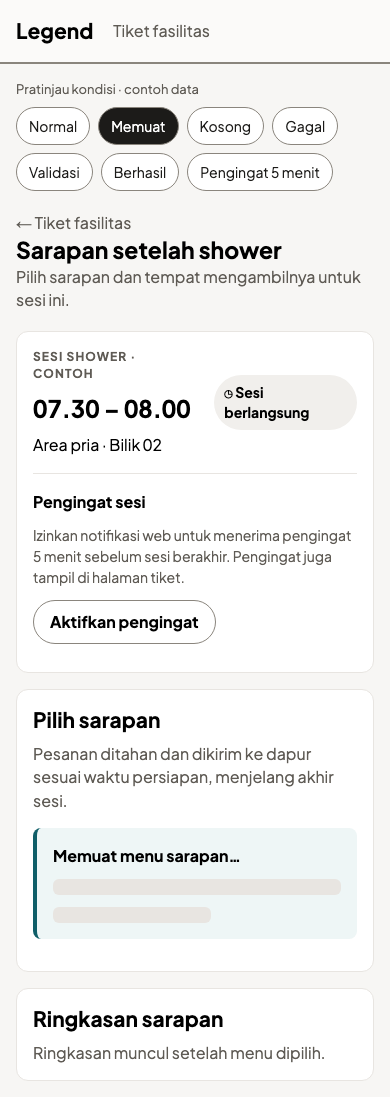 Legend Tiket fasilitas
Pratinjau kondisi · contoh data
Normal Memuat Kosong Gagal
Validasi Berhasil Pengingat 5 menit
← Tiket fasilitas
Sarapan setelah shower
Pilih sarapan dan tempat mengambilnya untuk
sesi ini.
SESI SHOWER ·
CONTOH
07.30 – 08.00
Area pria · Bilik 02
◷ Sesi
berlangsung
Pengingat sesi
Izinkan notifikasi web untuk menerima pengingat
5 menit sebelum sesi berakhir. Pengingat juga
tampil di halaman tiket.
Aktifkan pengingat
Pilih sarapan
Pesanan ditahan dan dikirim ke dapur
sesuai waktu persiapan, menjelang akhir
sesi.
Memuat menu sarapan…
Ringkasan sarapan
Ringkasan muncul setelah menu dipilih.